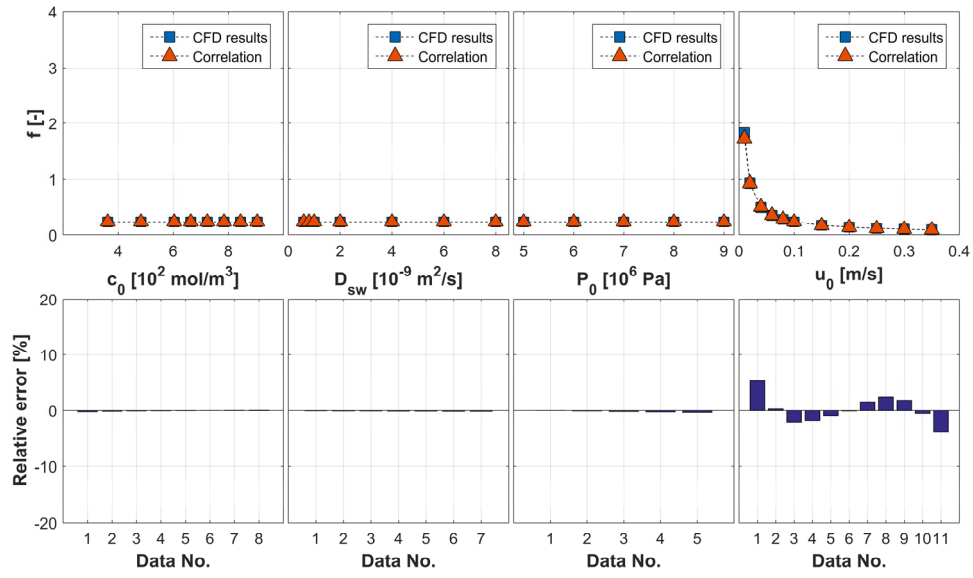 4
3
2
1
0
f [-]
CFD results
Correlation
CFD results
Correlation
CFD results
Correlation
CFD results
Correlation
4 6 8
0 2 4 6 8
5 6 7 8 9
0 0.1 0.2 0.3 0.4
c₀ [10² mol/m³]
D_sw [10⁻⁹ m²/s]
P₀ [10⁶ Pa]
u₀ [m/s]
20
10
0
-10
-20
Relative error [%]
1 2 3 4 5 6 7 8
1 2 3 4 5 6 7
1 2 3 4 5
1 2 3 4 5 6 7 8 9 10 11
Data No.
Data No.
Data No.
Data No.